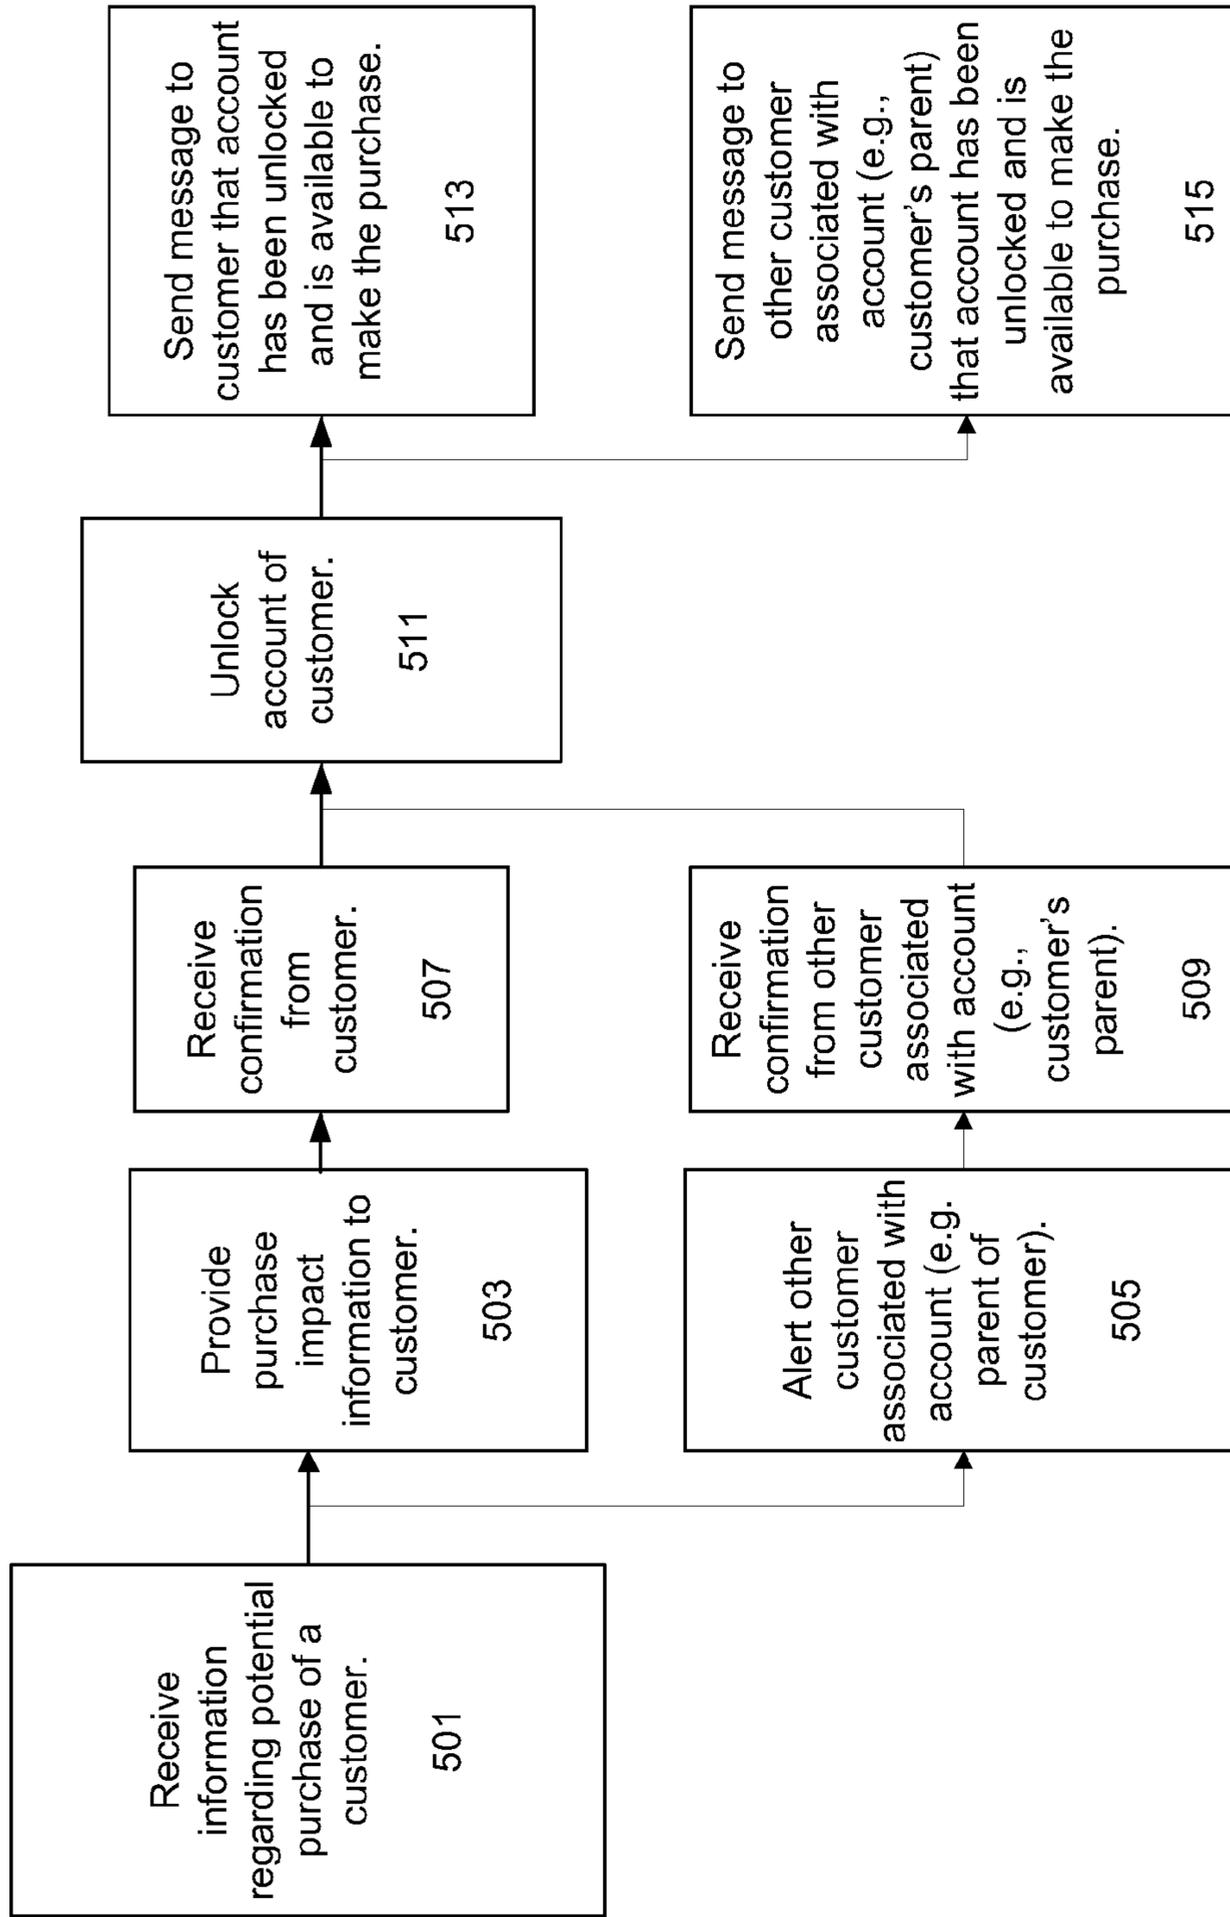 Receive
information
regarding potential
purchase of a
customer.
501
Provide
purchase
impact
information to
customer.
503
Alert other
customer
associated with
account (e.g.
parent of
customer).
505
Receive
confirmation
from
customer.
507
Receive
confirmation
from other
customer
associated
with account
(e.g.,
customer's
parent).
509
Unlock
account of
customer.
511
Send message to
customer that account
has been unlocked
and is available to
make the purchase.
513
Send message to
other customer
associated with
account (e.g.,
customer's parent)
that account has been
unlocked and is
available to make the
purchase.
515